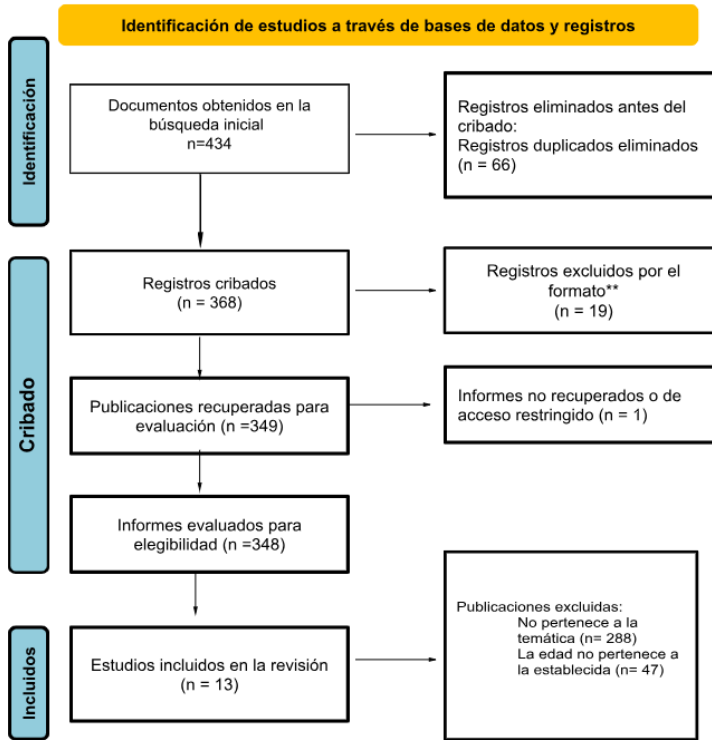 Identificación de estudios a través de bases de datos y registros
Identificación
Documentos obtenidos en la
búsqueda inicial
n=434
Registros eliminados antes del
cribado:
Registros duplicados eliminados
(n = 66)
Cribado
Registros cribados
(n = 368)
Registros excluidos por el
formato**
(n = 19)
Publicaciones recuperadas para
evaluación (n =349)
Informes no recuperados o de
acceso restringido (n = 1)
Informes evaluados para
elegibilidad (n =348)
Incluidos
Estudios incluidos en la revisión
(n = 13)
Publicaciones excluidas:
No pertenece a la
temática (n= 288)
La edad no pertenece a
la establecida (n= 47)